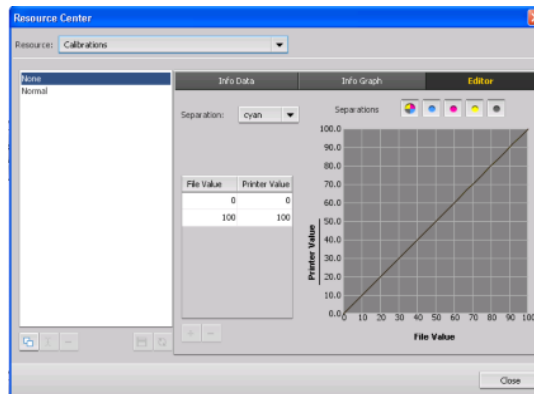 Resource Center
Resource: Calibrations
None
Normal
Info Data Info Graph Editor
Separation: cyan
Separations
File Value Printer Value
0 0
100 100
100.0
90.0
80.0
70.0
60.0
50.0
40.0
30.0
20.0
10.0
0.0
Printer Value
0 10 20 30 40 50 60 70 80 90 100
File Value
Close